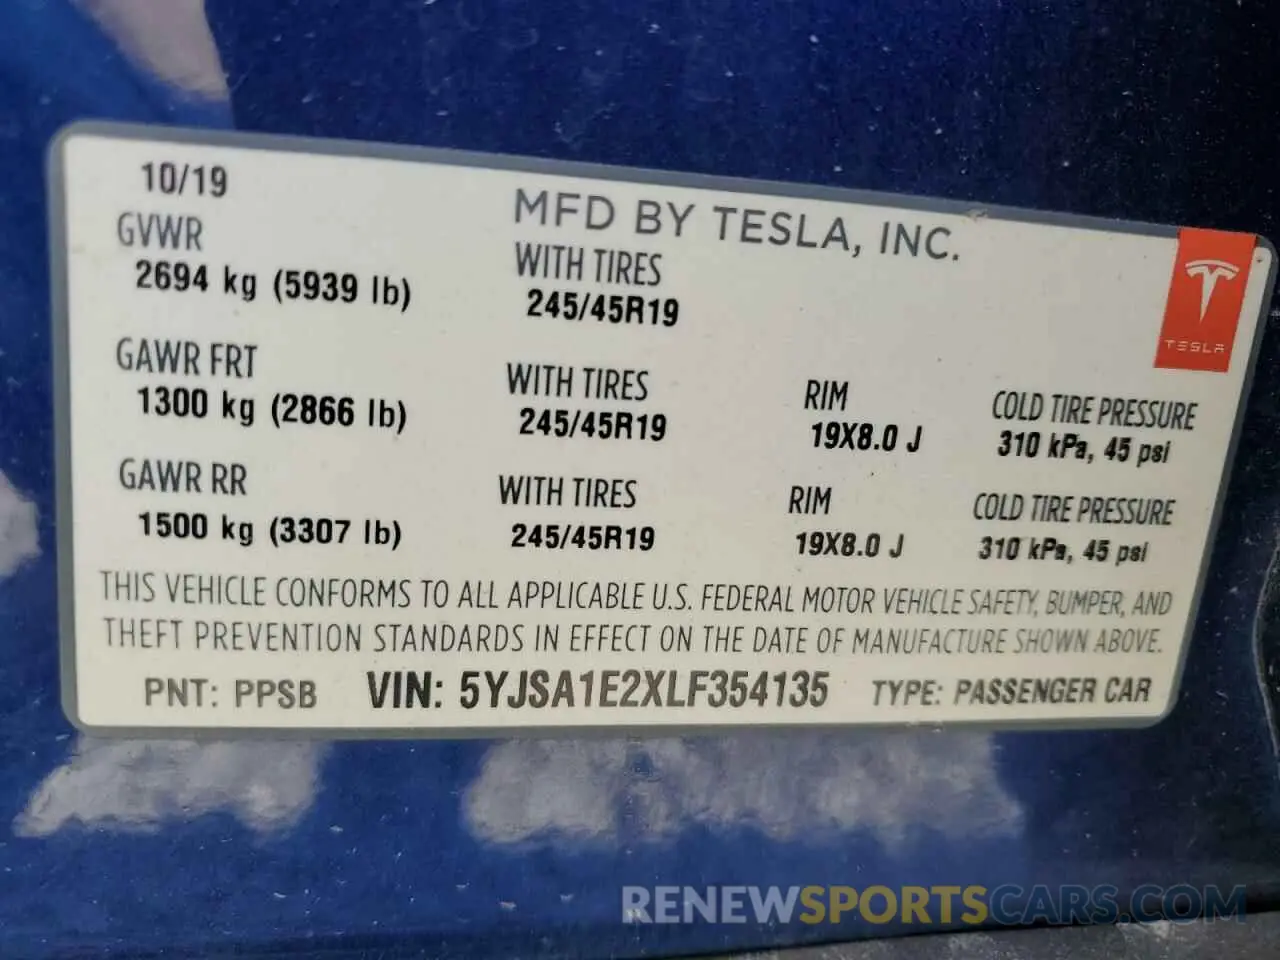 10/19
MFD BY TESLA, INC.
GVWR
2694 kg (5939 lb)
WITH TIRES
245/45R19
TESLA
GAWR FRT
1300 kg (2866 lb)
WITH TIRES
245/45R19
RIM
19X8.0 J
COLD TIRE PRESSURE
310 kPa, 45 psi
GAWR RR
1500 kg (3307 lb)
WITH TIRES
245/45R19
RIM
19X8.0 J
COLD TIRE PRESSURE
310 kPa, 45 psi
THIS VEHICLE CONFORMS TO ALL APPLICABLE U.S. FEDERAL MOTOR VEHICLE SAFETY, BUMPER, AND
THEFT PREVENTION STANDARDS IN EFFECT ON THE DATE OF MANUFACTURE SHOWN ABOVE.
PNT: PPSB VIN: 5YJSA1E2XLF354135 TYPE: PASSENGER CAR
RENEWSPORTSCARS.COM